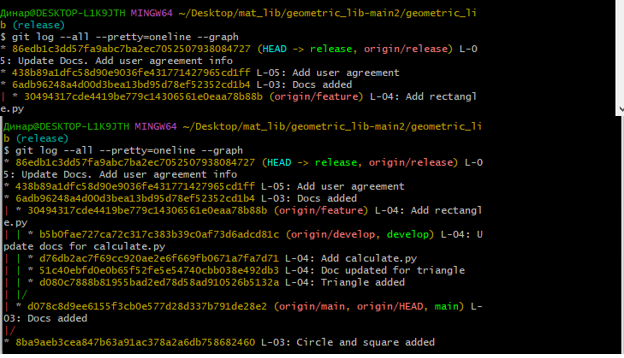 Динар@DESKTOP-L1K9JTH MINGW64 ~/Desktop/mat_lib/geometric_lib-main2/geometric_li
b (release)
$ git log --all --pretty=oneline --graph
* 86edb1c3dd57fa9abc7ba2ec7052507938084727 (HEAD -> release, origin/release) L-0
5: Update Docs. Add user agreement info
* 438b89a1dfc58d90e9036fe431771427965cd1ff L-05: Add user agreement
* 6adb96248a4d00d3bea13bd95d78ef52352cd1b4 L-03: Docs added
| * 30494317cde4419be779c14306561e0eaa78b88b (origin/feature) L-04: Add rectangl
e.py
Динар@DESKTOP-L1K9JTH MINGW64 ~/Desktop/mat_lib/geometric_lib-main2/geometric_li
b (release)
$ git log --all --pretty=oneline --graph
* 86edb1c3dd57fa9abc7ba2ec7052507938084727 (HEAD -> release, origin/release) L-0
5: Update Docs. Add user agreement info
* 438b89a1dfc58d90e9036fe431771427965cd1ff L-05: Add user agreement
* 6adb96248a4d00d3bea13bd95d78ef52352cd1b4 L-03: Docs added
| * 30494317cde4419be779c14306561e0eaa78b88b (origin/feature) L-04: Add rectangl
e.py
| | * b5b0fae727ca72c317c383b39c0af73d6adcd81c (origin/develop, develop) L-04: U
pdate docs for calculate.py
| | * d76db2ac7f69cc920ae2e6f669fb0671a7fa7d71 L-04: Add calculate.py
| | * 51c40ebfd0e0b65f52fe5e54740cbb038e492db3 L-04: Doc updated for triangle
| | * d080c7888b81955bad2ed78d58ad910526b5132a L-04: Triangle added
| |/
| * d078c8d9ee6155f3cb0e577d28d337b791de28e2 (origin/main, origin/HEAD, main) L-
03: Docs added
|/
* 8ba9aeb3cea847b63a91ac378a2a6db758682460 L-03: Circle and square added